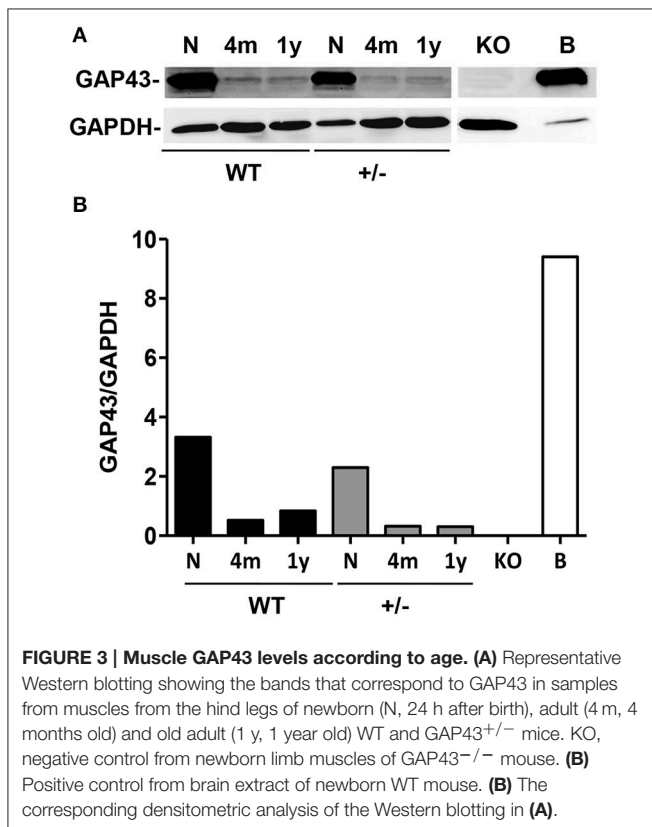 A
N 4m 1y N 4m 1y KO B
GAP43-
GAPDH-
WT +/-
B
GAP43/GAPDH
10
8
6
4
2
0
N 4m 1y N 4m 1y KO B
WT +/-
FIGURE 3 | Muscle GAP43 levels according to age. (A) Representative
Western blotting showing the bands that correspond to GAP43 in samples
from muscles from the hind legs of newborn (N, 24 h after birth), adult (4 m, 4
months old) and old adult (1 y, 1 year old) WT and GAP43+/− mice. KO,
negative control from newborn limb muscles of GAP43−/− mouse. (B)
Positive control from brain extract of newborn WT mouse. (B) The
corresponding densitometric analysis of the Western blotting in (A).